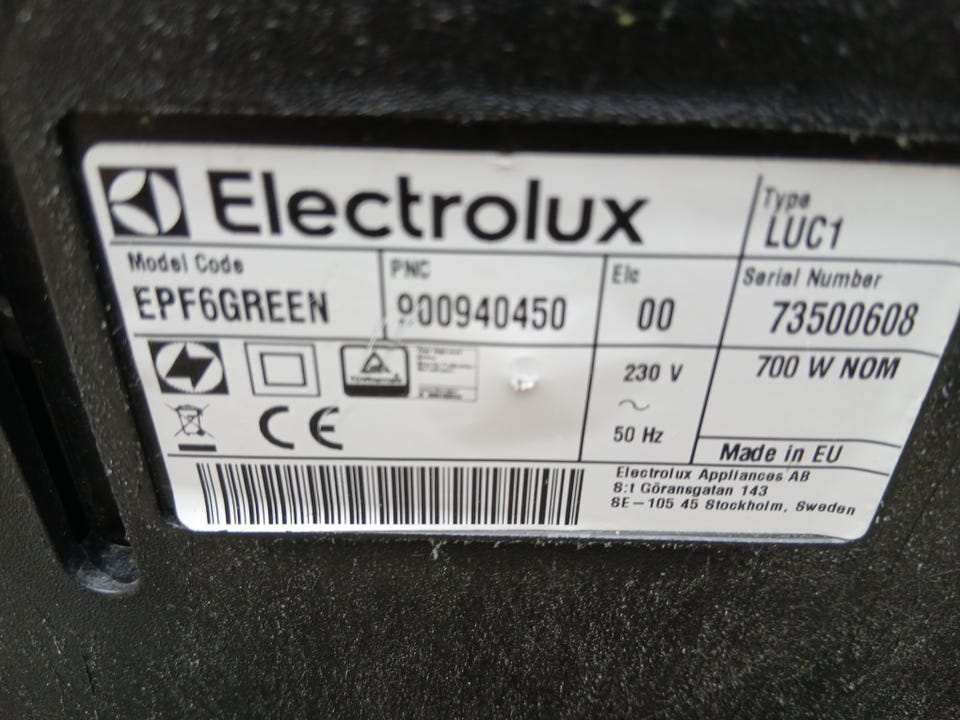 Electrolux
Type
LUC1
Model Code
EPF6GREEN
PNC
900940450
Elc
00
Serial Number
73500608
230 V
~
50 Hz
700 W NOM
Made in EU
CE
Electrolux Appliances AB
S:t Göransgatan 143
SE-105 45 Stockholm, Sweden